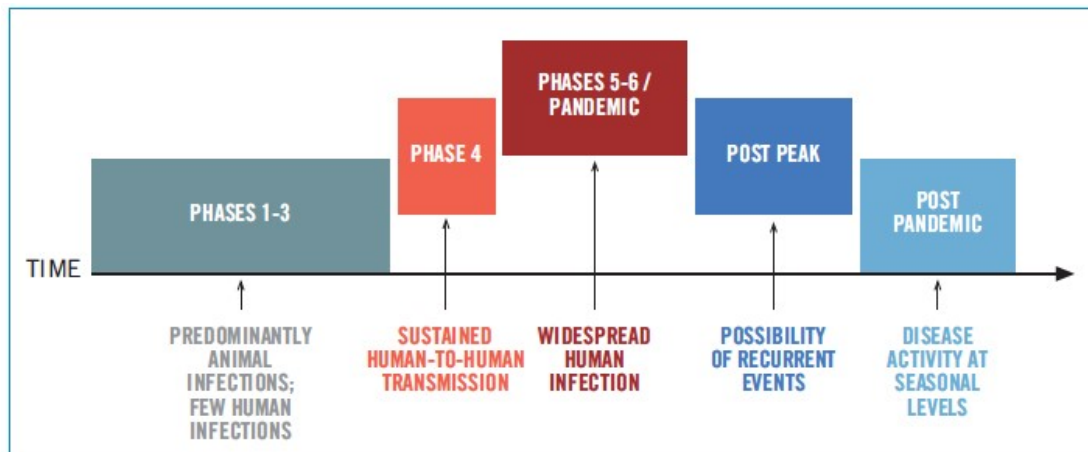 PHASES 5-6 /
PANDEMIC
PHASE 4
POST PEAK
PHASES 1-3
POST
PANDEMIC
TIME
PREDOMINANTLY
ANIMAL
INFECTIONS;
FEW HUMAN
INFECTIONS
SUSTAINED
HUMAN-TO-HUMAN
TRANSMISSION
WIDESPREAD
HUMAN
INFECTION
POSSIBILITY
OF RECURRENT
EVENTS
DISEASE
ACTIVITY AT
SEASONAL
LEVELS